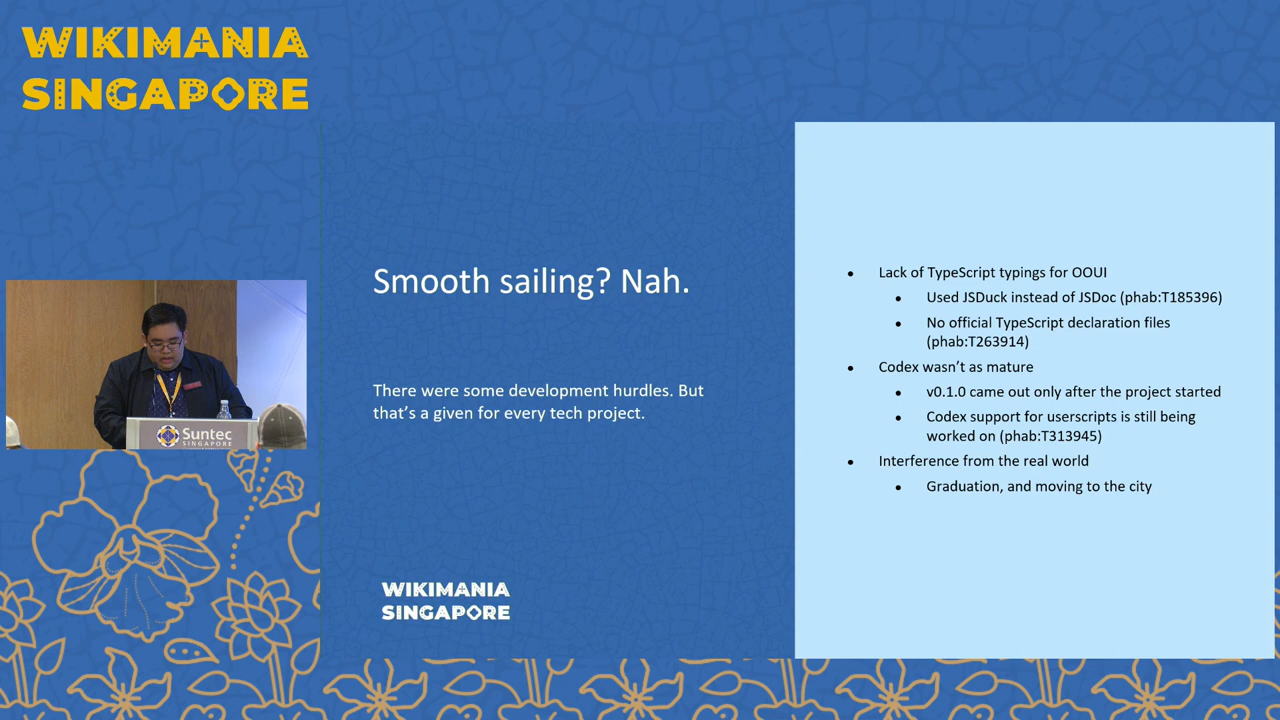 WIKIMANIA
SINGAPORE
Smooth sailing? Nah.
There were some development hurdles. But
that's a given for every tech project.
WIKIMANIA
SINGAPORE
• Lack of TypeScript typings for OOUI
• Used JSDuck instead of JSDoc (phab:T185396)
• No official TypeScript declaration files
(phab:T263914)
• Codex wasn't as mature
• v0.1.0 came out only after the project started
• Codex support for userscripts is still being
worked on (phab:T313945)
• Interference from the real world
• Graduation, and moving to the city
Suntec
SINGAPORE